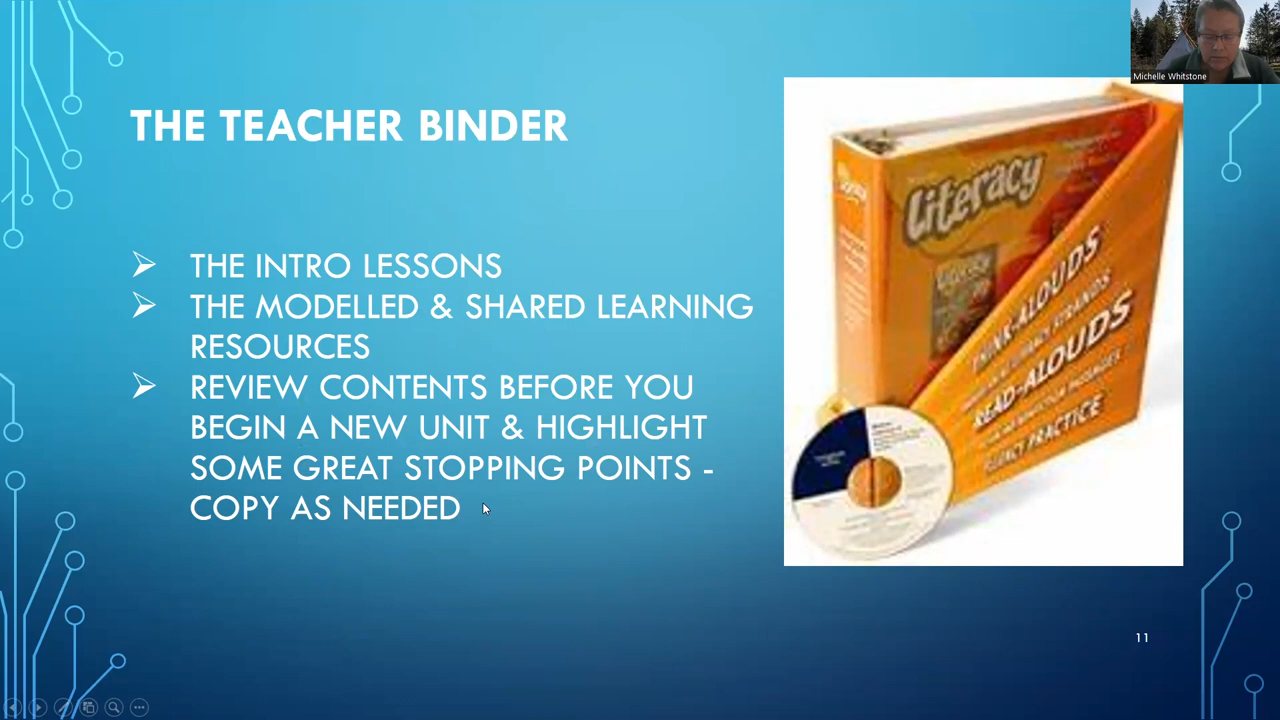 Michelle Whitstone
THE TEACHER BINDER
THE INTRO LESSONS
THE MODELLED & SHARED LEARNING
RESOURCES
REVIEW CONTENTS BEFORE YOU
BEGIN A NEW UNIT & HIGHLIGHT
SOME GREAT STOPPING POINTS -
COPY AS NEEDED
Literacy
THINK-ALOUDS
READ-ALOUDS
FLUENCY PRACTICE
11